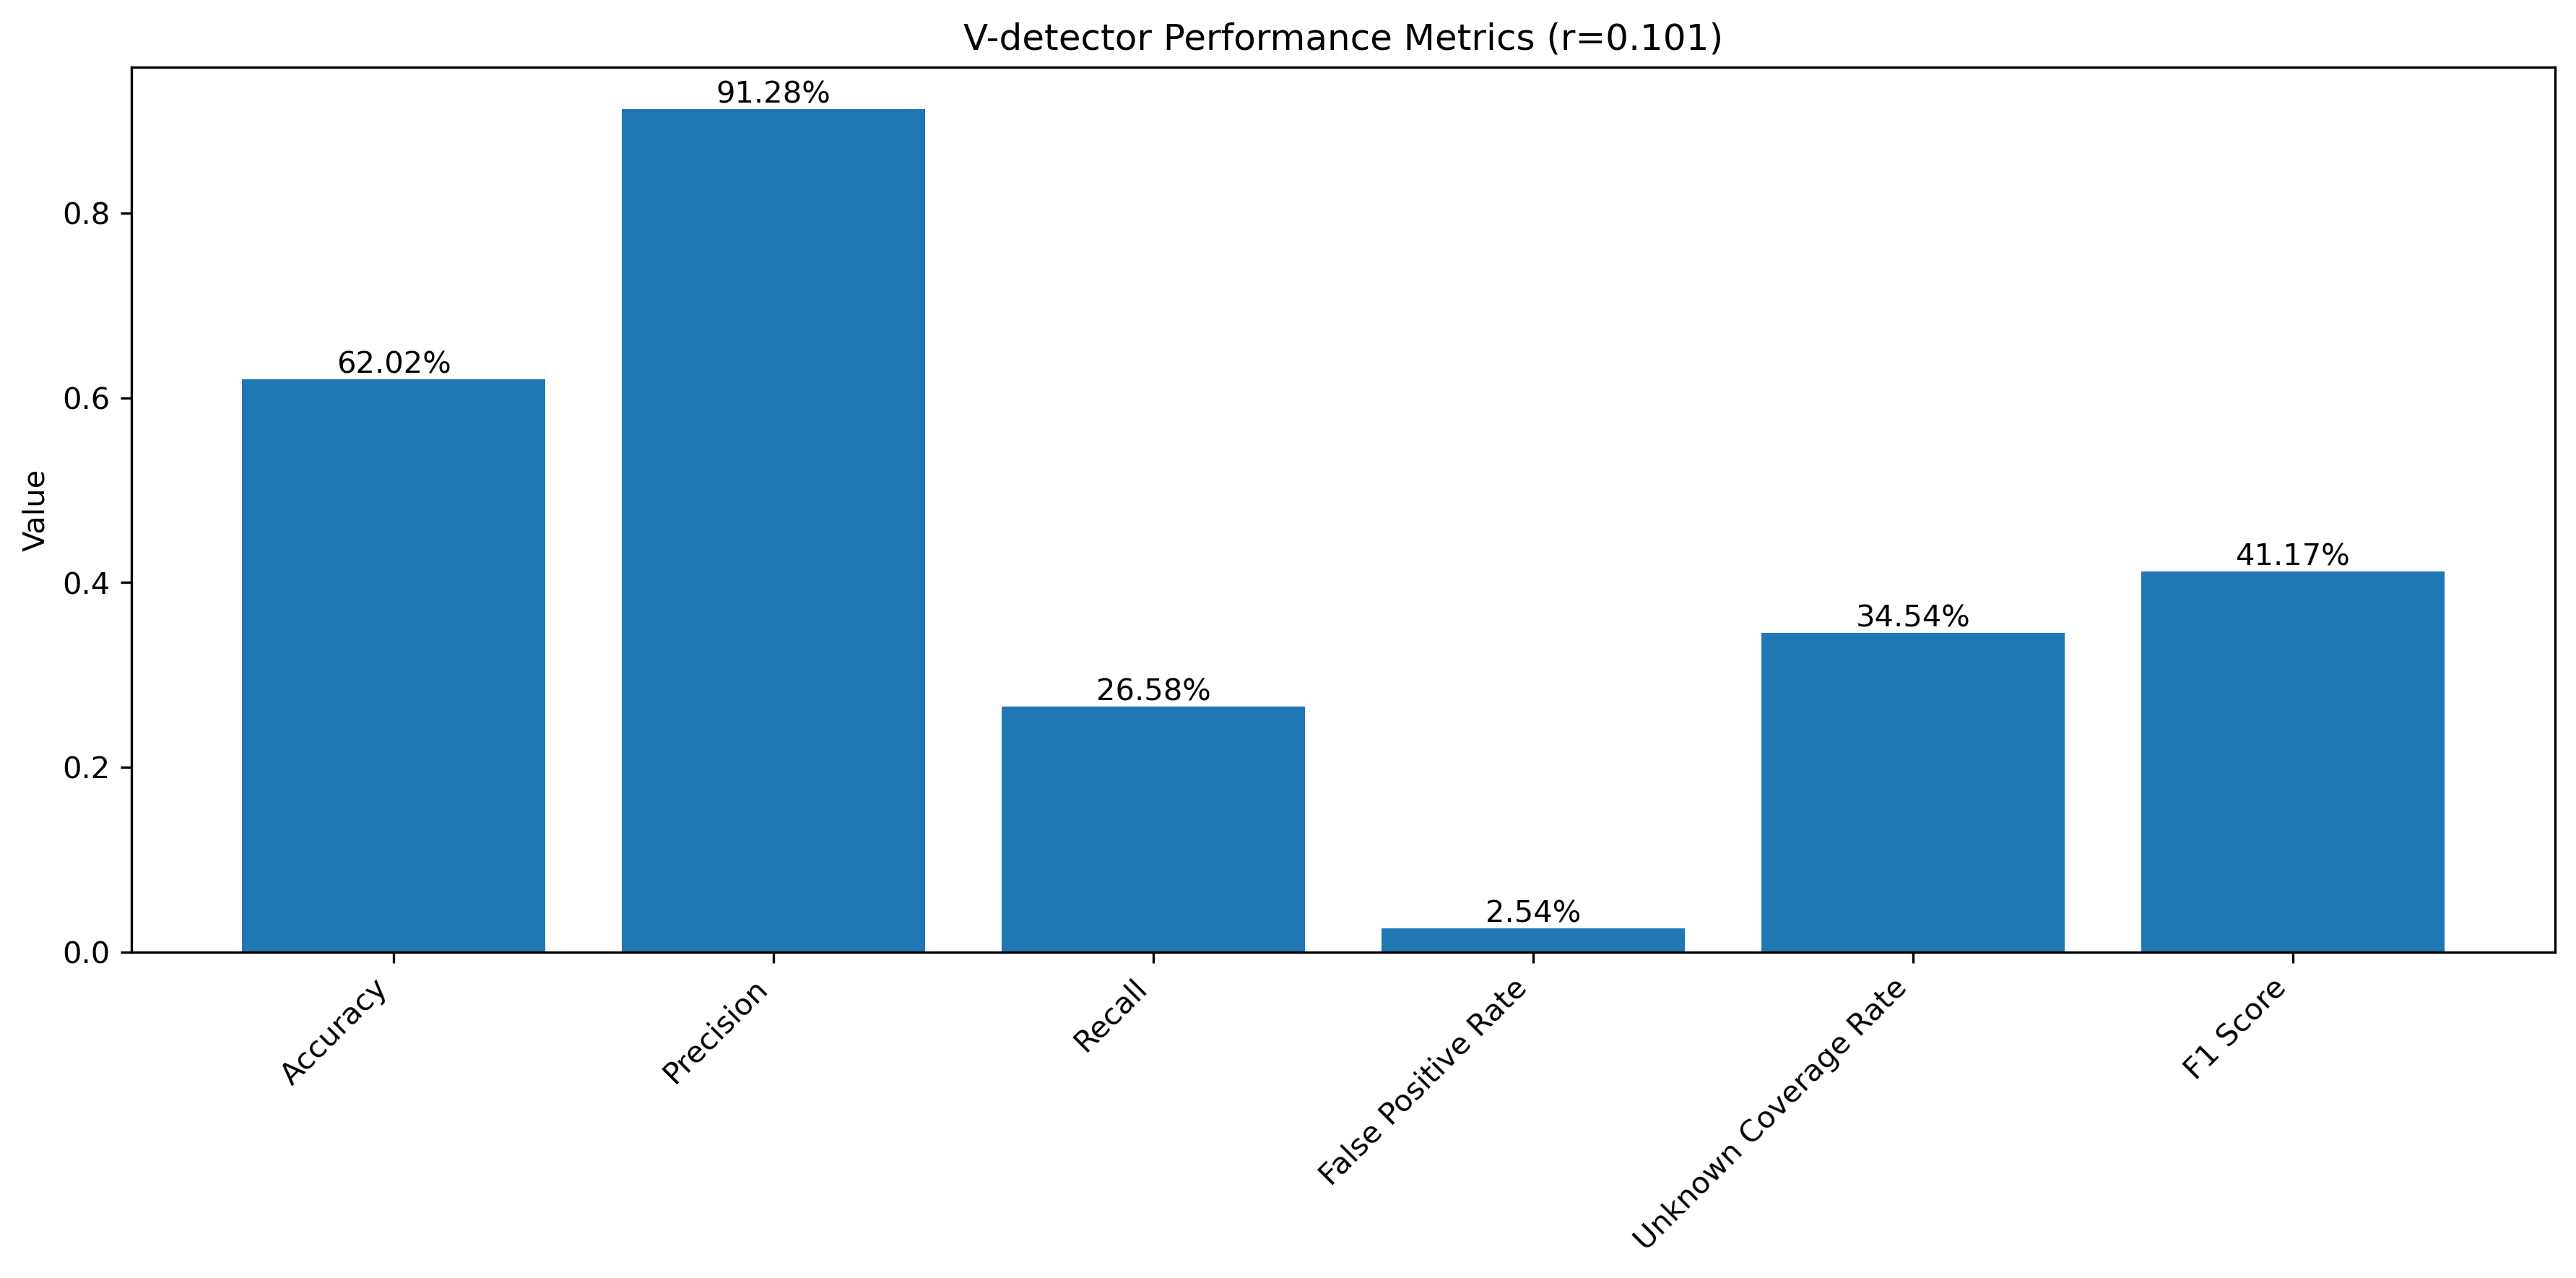 V-detector Performance Metrics (r=0.101)
Value
0.8
0.6
0.4
0.2
0.0
62.02%
91.28%
26.58%
2.54%
34.54%
41.17%
Accuracy
Precision
Recall
False Positive Rate
Unknown Coverage Rate
F1 Score